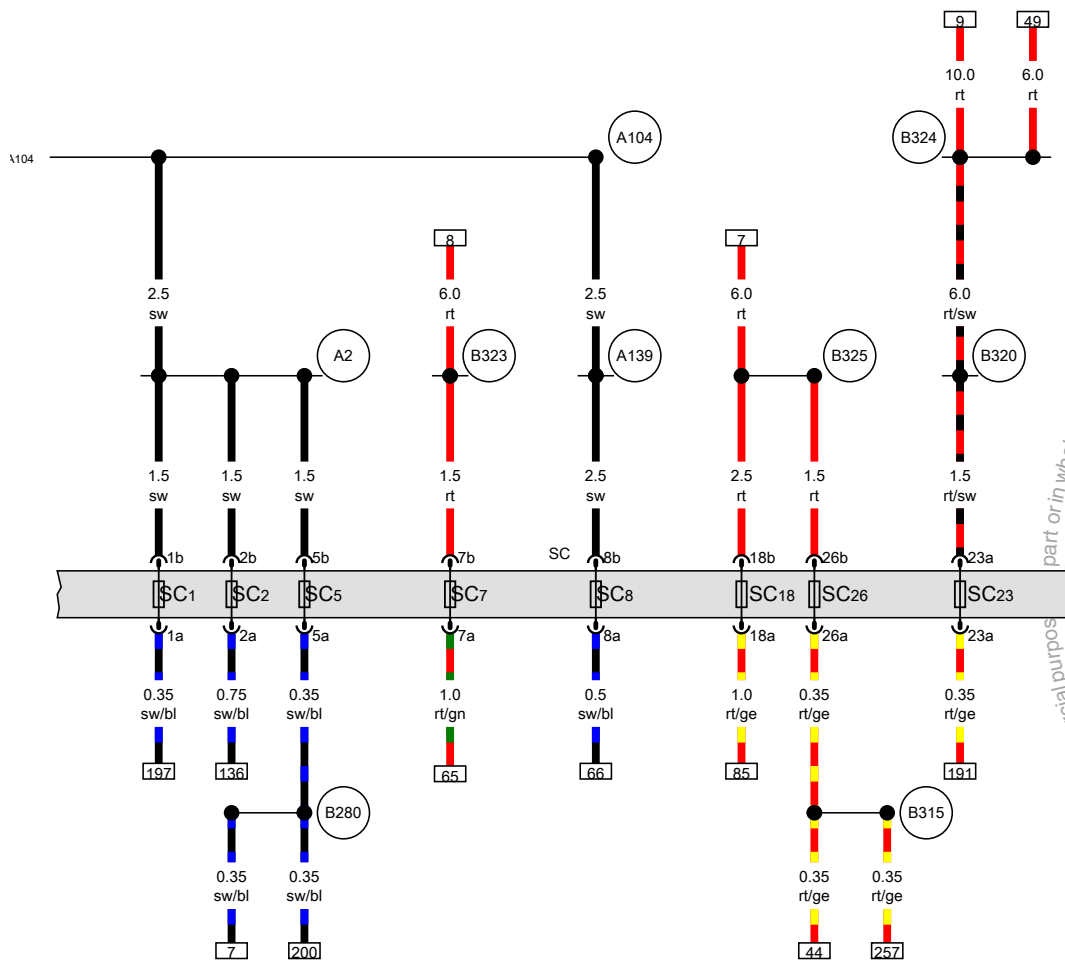 9 49
10.0 6.0
rt rt
A104 B324
A104
8 7
2.5 6.0 2.5 6.0 6.0
sw rt sw rt rt/sw
A2 B323 A139 B325 B320
1.5 1.5 1.5 1.5 2.5 2.5 1.5 1.5
sw sw sw rt sw rt rt rt/sw
part or in
SC
1b 2b 5b 7b 8b 18b 26b 23a
SC1 SC2 SC5 SC7 SC8 SC18 SC26 SC23
1a 2a 5a 7a 8a 18a 26a 23a
cial purpos
0.35 0.75 0.35 1.0 0.5 1.0 0.35 0.35
sw/bl sw/bl sw/bl rt/gn sw/bl rt/ge rt/ge rt/ge
197 136 65 66 85 191
B280 B315
0.35 0.35 0.35 0.35
sw/bl sw/bl rt/ge rt/ge
7 200 44 257